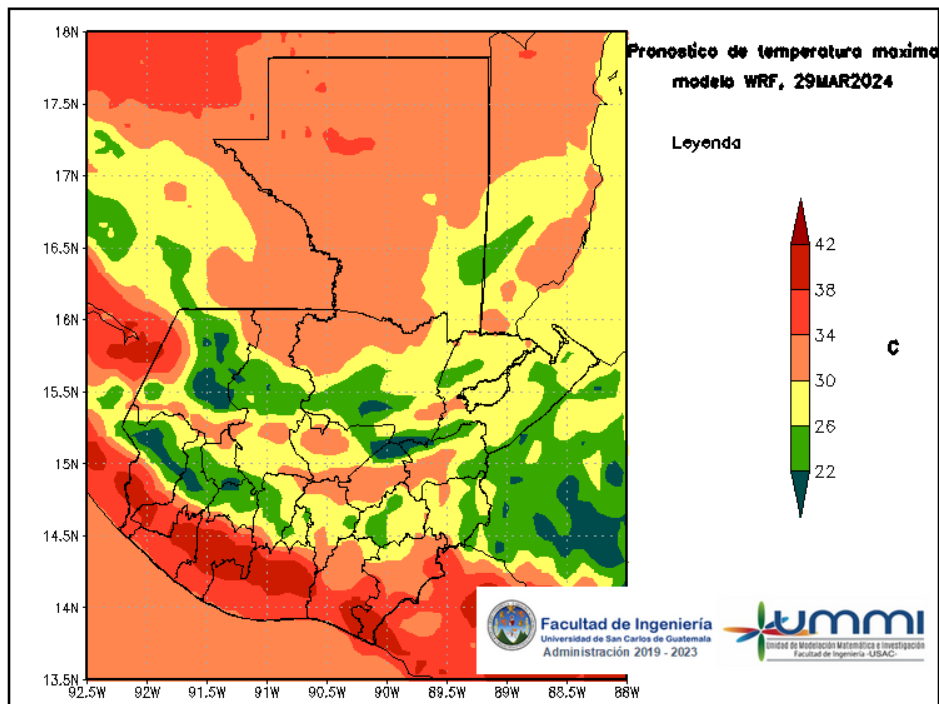 Pronostico de temperatura maxima
modelo WRF, 29MAR2024
Leyenda
42
38
34
30
26
22
C
18N
17.5N
17N
16.5N
16N
15.5N
15N
14.5N
14N
13.5N
92.5W
92W
91.5W
91W
90.5W
90W
89.5W
89W
88.5W
88W
Facultad de Ingeniería
Universidad de San Carlos de Guatemala
Administración 2019 - 2023
UMMI
Unidad de Modelación Matemática e Investigación
Facultad de Ingeniería -USAC-